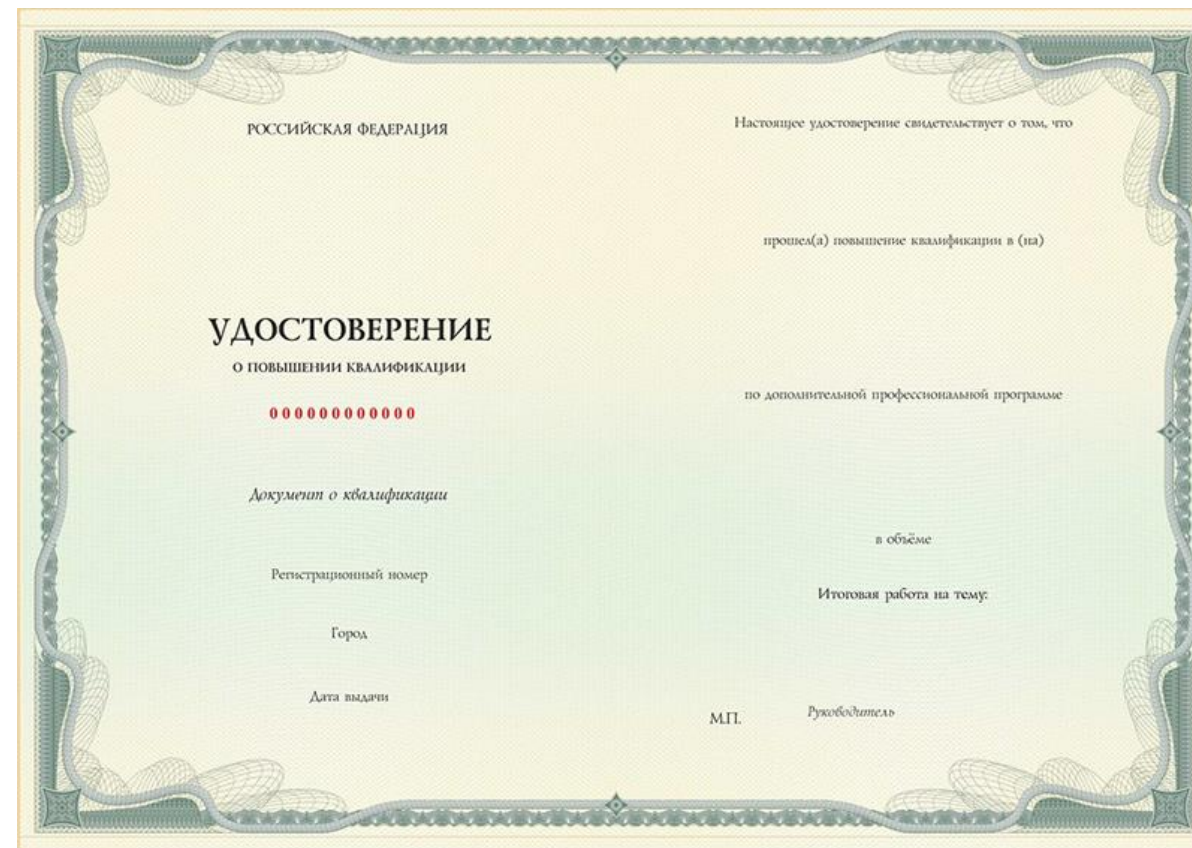 РОССИЙСКАЯ ФЕДЕРАЦИЯ
УДОСТОВЕРЕНИЕ
О ПОВЫШЕНИИ КВАЛИФИКАЦИИ
000000000000
Документ о квалификации
Регистрационный номер
Город
Дата выдачи
Настоящее удостоверение свидетельствует о том, что
прошел(а) повышение квалификации в (на)
по дополнительной профессиональной программе
в объёме
Итоговая работа на тему:
М.П. Руководитель